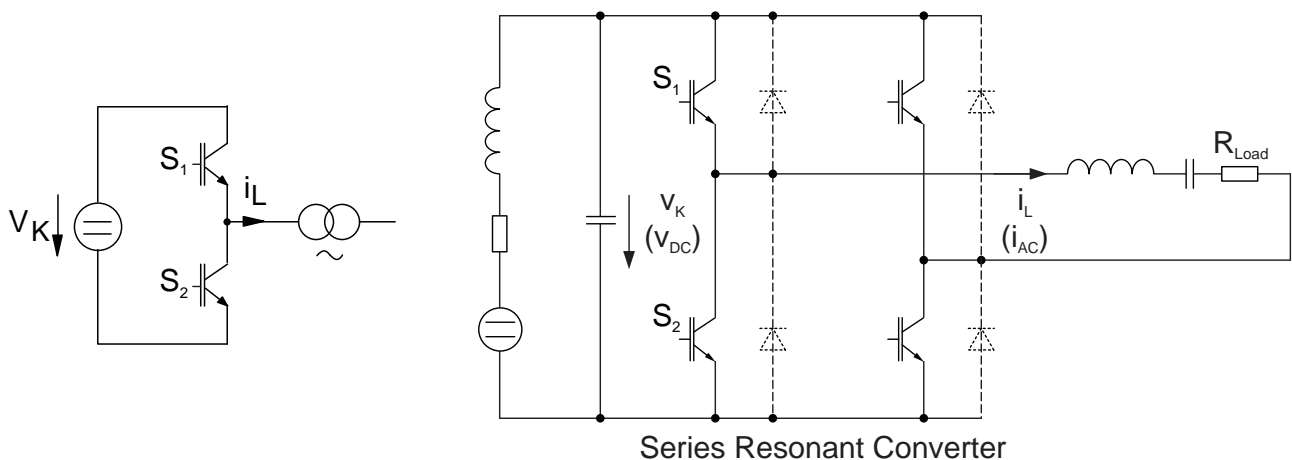 S1
iL
VK
S2
S1
RLoad
vK
(vDC)
iL
(iAC)
S2
Series Resonant Converter